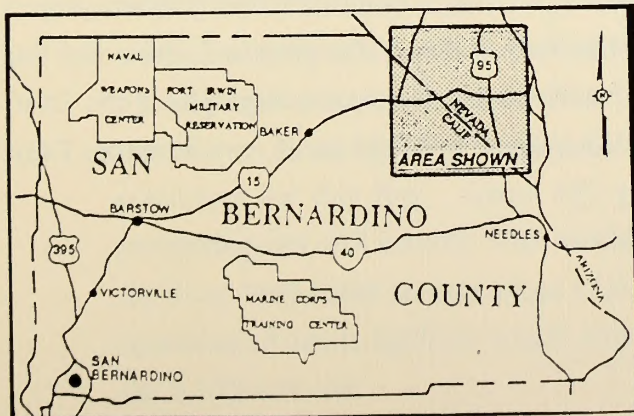 NAVAL
WEAPONS
CENTER
FORT IRWIN
MILITARY
RESERVATION
BAKER
95
NEVADA
CALIF
AREA SHOWN
SAN
15
BARSTOW
BERNARDINO
395
40
NEEDLES
VICTORVILLE
MARINE CORPS
TRAINING CENTER
COUNTY
ARIZONA
SAN
BERNARDINO